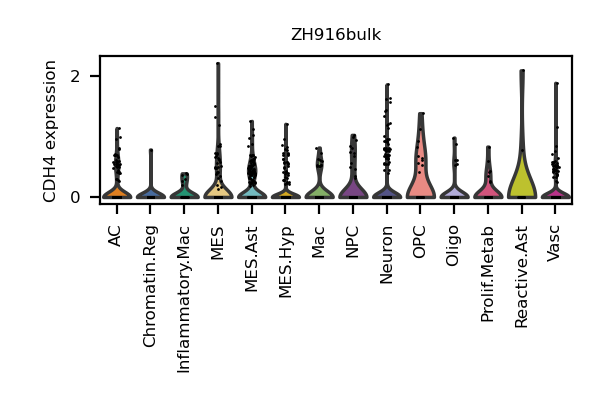 ZH916bulk
CDH4 expression
2
0
AC
Chromatin.Reg
Inflammatory.Mac
MES
MES.Ast
MES.Hyp
Mac
NPC
Neuron
OPC
Oligo
Prolif.Metab
Reactive.Ast
Vasc